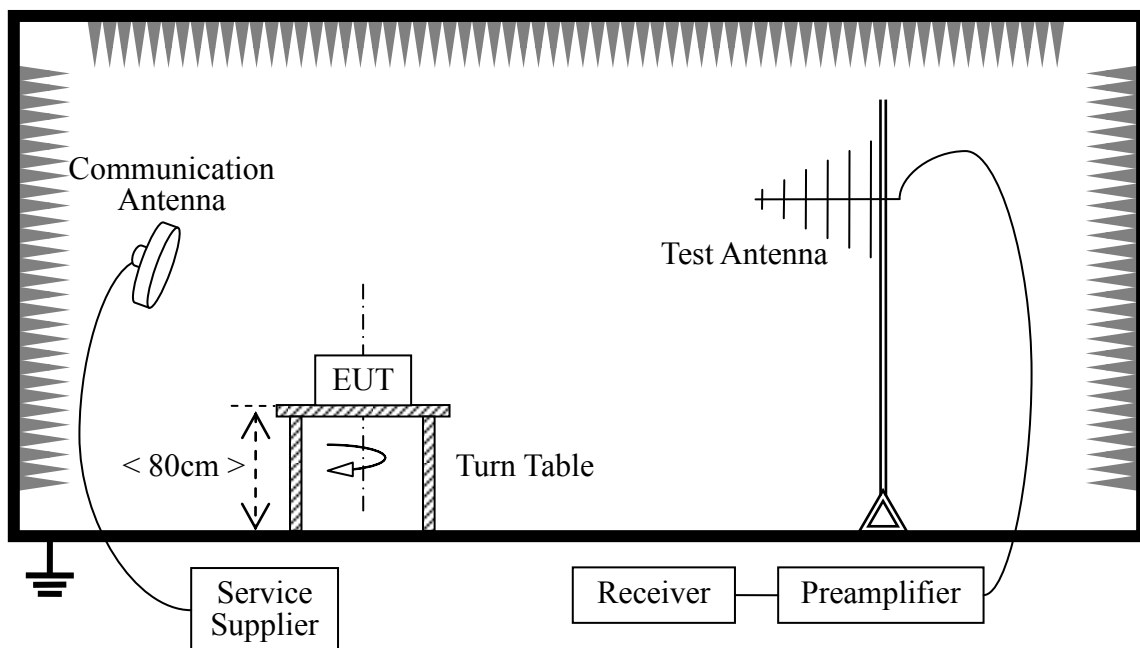 Communication
Antenna
Test Antenna
EUT
< 80cm >
Turn Table
Service
Supplier
Receiver
Preamplifier